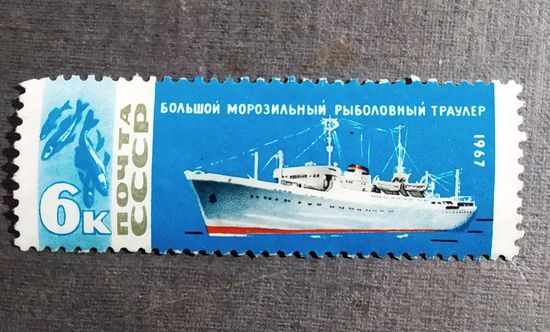 БОЛЬШОЙ МОРОЗИЛЬНЫЙ РЫБОЛОВНЫЙ ТРАУЛЕР
1967
ПОЧТА
СССР
6к